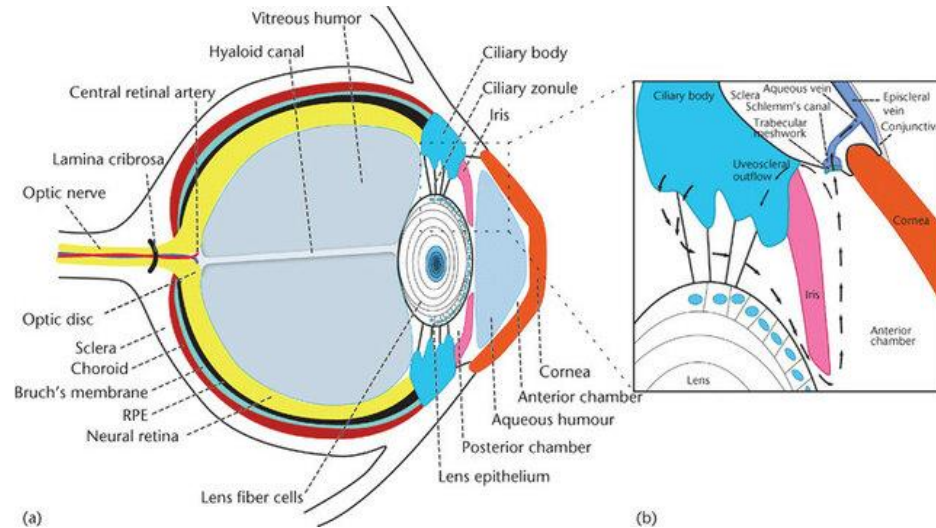 Vitreous humor
Hyaloid canal
Central retinal artery
Lamina cribrosa
Optic nerve
Optic disc
Sclera
Choroid
Bruch's membrane
RPE
Neural retina
Lens fiber cells
Ciliary body
Ciliary zonule
Iris
Cornea
Anterior chamber
Aqueous humour
Posterior chamber
Lens epithelium
(a)
Ciliary body
Aqueous vein
Sclera
Schlemm's canal
Trabecular
meshwork
Episcleral
vein
Conjunctiv
Uveoscleral
outflow
Cornea
Iris
Anterior
chamber
Lens
(b)